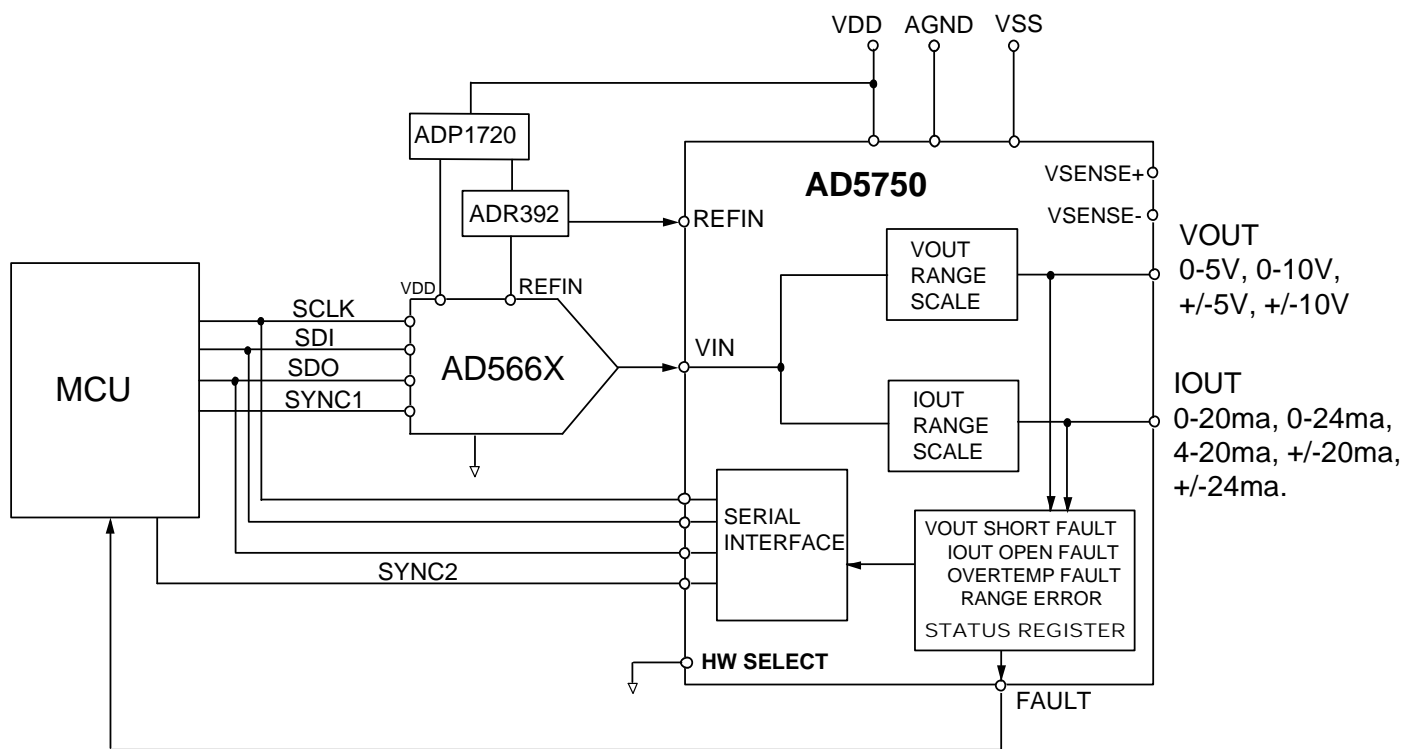 VDD AGND VSS
ADP1720
AD5750
VSENSE+
ADR392
REFIN
VSENSE-
VOUT
0-5V, 0-10V,
+/-5V, +/-10V
VOUT
RANGE
SCALE
VDD
REFIN
SCLK
SDI
SDO
SYNC1
MCU
AD566X
VIN
IOUT
RANGE
SCALE
IOUT
0-20ma, 0-24ma,
4-20ma, +/-20ma,
+/-24ma.
SERIAL
INTERFACE
VOUT SHORT FAULT
IOUT OPEN FAULT
OVERTEMP FAULT
RANGE ERROR
STATUS REGISTER
SYNC2
HW SELECT
FAULT